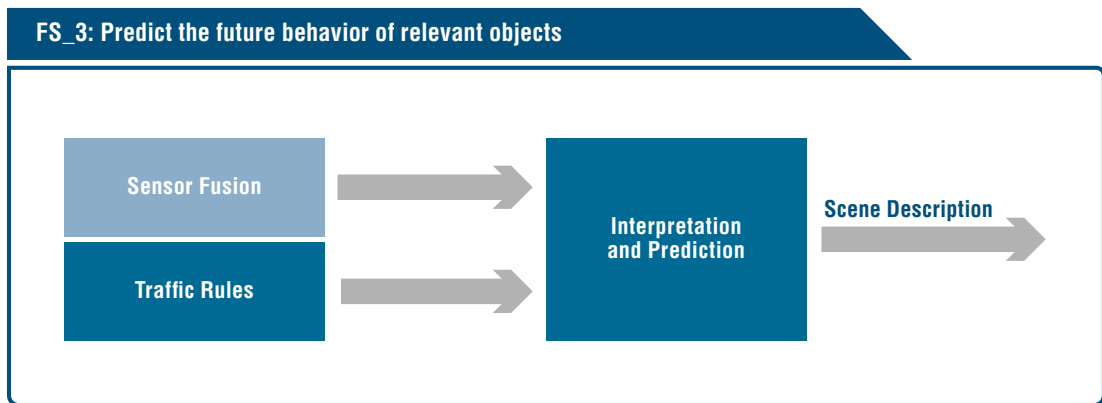 FS_3: Predict the future behavior of relevant objects
Sensor Fusion
Traffic Rules
Interpretation
and Prediction
Scene Description